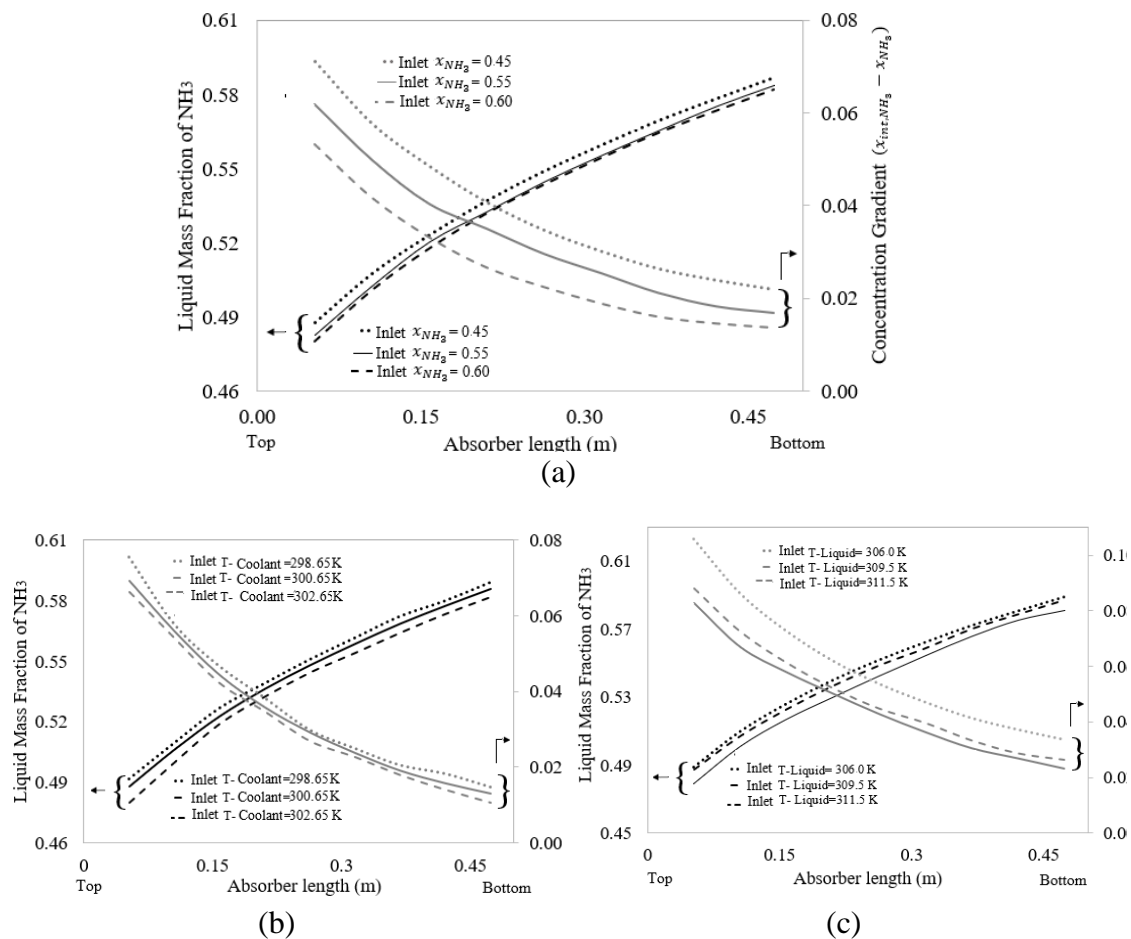 0.61
0.58
0.55
0.52
0.49
0.46
Liquid Mass Fraction of NH3
0.08
0.06
0.04
0.02
0.00
Concentration Gradient (x_int,NH3 − x_NH3)
Inlet x_NH3 = 0.45
Inlet x_NH3 = 0.55
Inlet x_NH3 = 0.60
Inlet x_NH3 = 0.45
Inlet x_NH3 = 0.55
Inlet x_NH3 = 0.60
0.00 0.15 0.30 0.45
Top Absorber length (m) Bottom
(a)
0.61
0.58
0.55
0.52
0.49
0.46
Liquid Mass Fraction of NH3
0.08
0.06
0.04
0.02
0.00
Inlet T- Coolant=298.65K
Inlet T- Coolant=300.65K
Inlet T- Coolant=302.65K
Inlet T- Coolant=298.65K
Inlet T- Coolant=300.65K
Inlet T- Coolant=302.65K
0 0.15 0.3 0.45
Top Absorber length (m) Bottom
(b)
0.61
0.57
0.53
0.49
0.45
Liquid Mass Fraction of NH3
0.10
Inlet T-Liquid= 306.0 K
Inlet T- Liquid= 309.5 K
Inlet T- Liquid= 311.5 K
Inlet T-Liquid= 306.0 K
Inlet T- Liquid= 309.5 K
Inlet T- Liquid= 311.5 K
0 0.15 0.3 0.45
Top Absorber length (m) Bottom
(c)